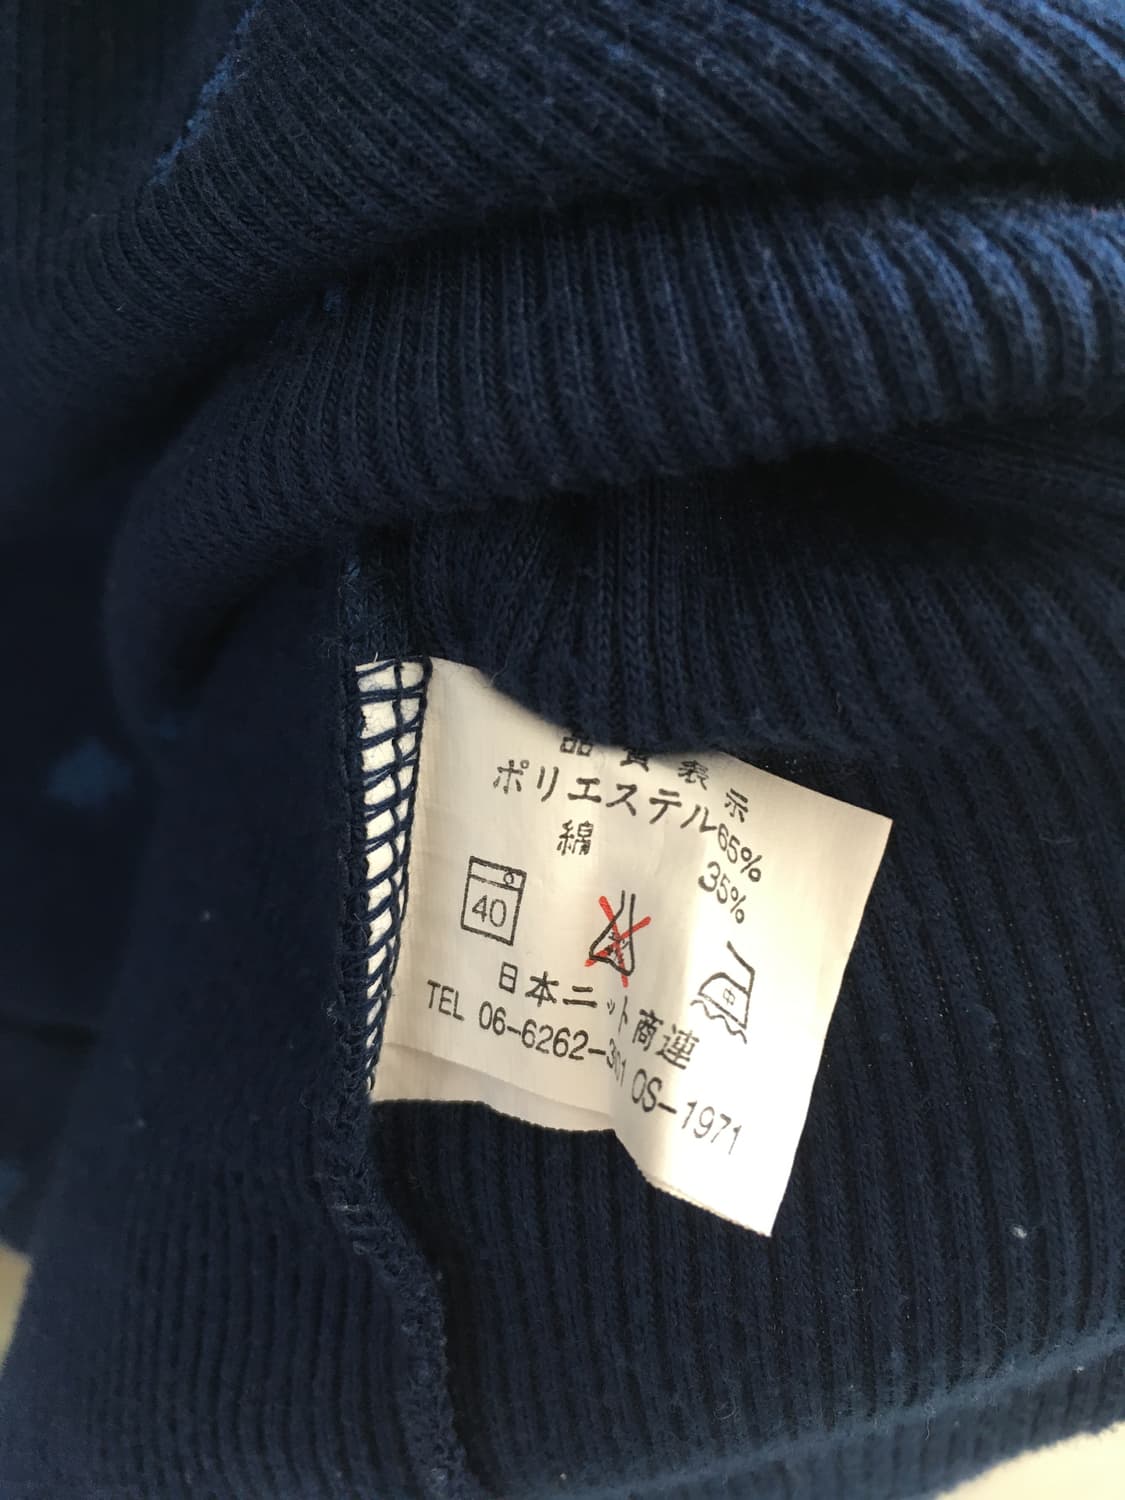 品質表示
ポリエステル65%
綿 35%
40
日本ニット商連
TEL 06-6262-3 1 OS-1971